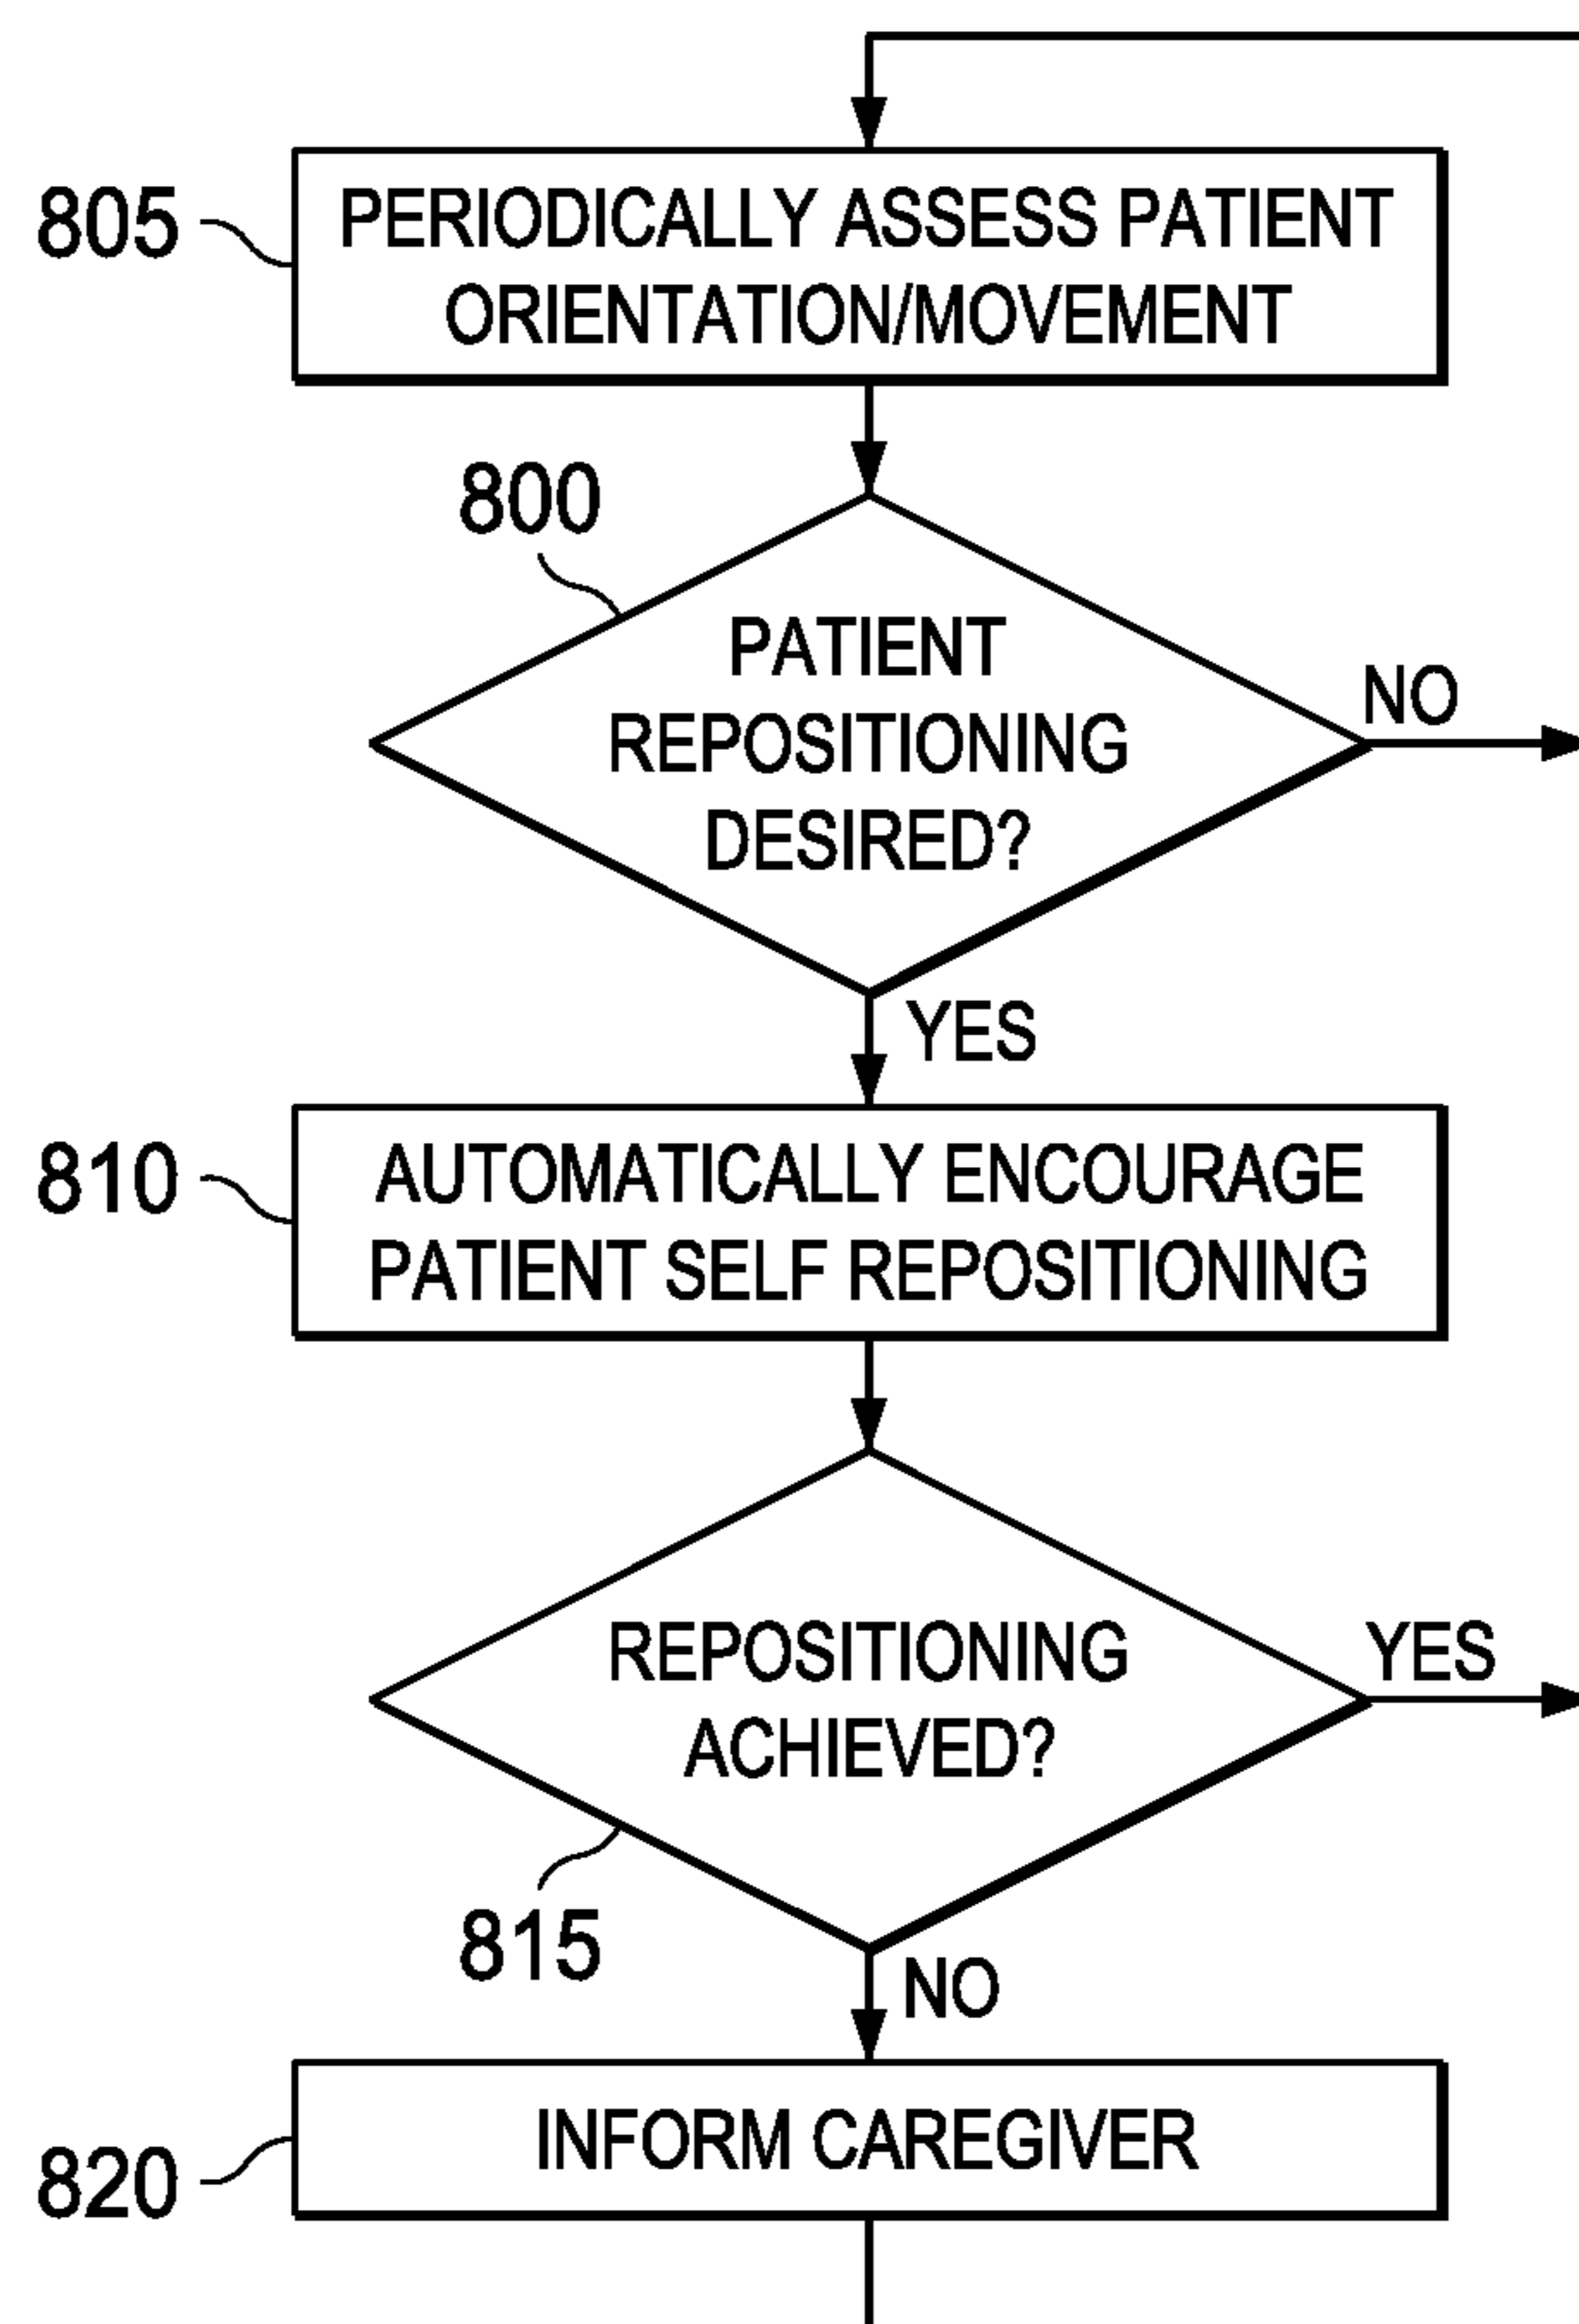 805
PERIODICALLY ASSESS PATIENT
ORIENTATION/MOVEMENT
800
PATIENT
REPOSITIONING
DESIRED?
NO
YES
810
AUTOMATICALLY ENCOURAGE
PATIENT SELF REPOSITIONING
REPOSITIONING
ACHIEVED?
YES
815
NO
820
INFORM CAREGIVER